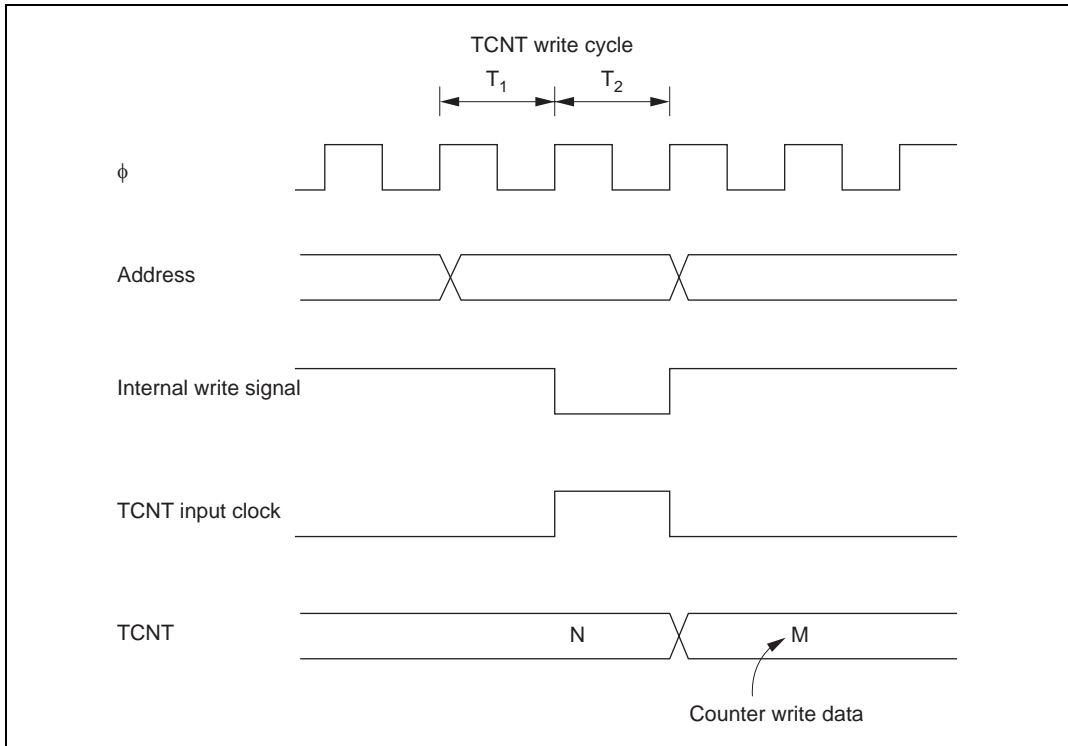 TCNT write cycle
T1 T2
ϕ
Address
Internal write signal
TCNT input clock
TCNT N M
Counter write data